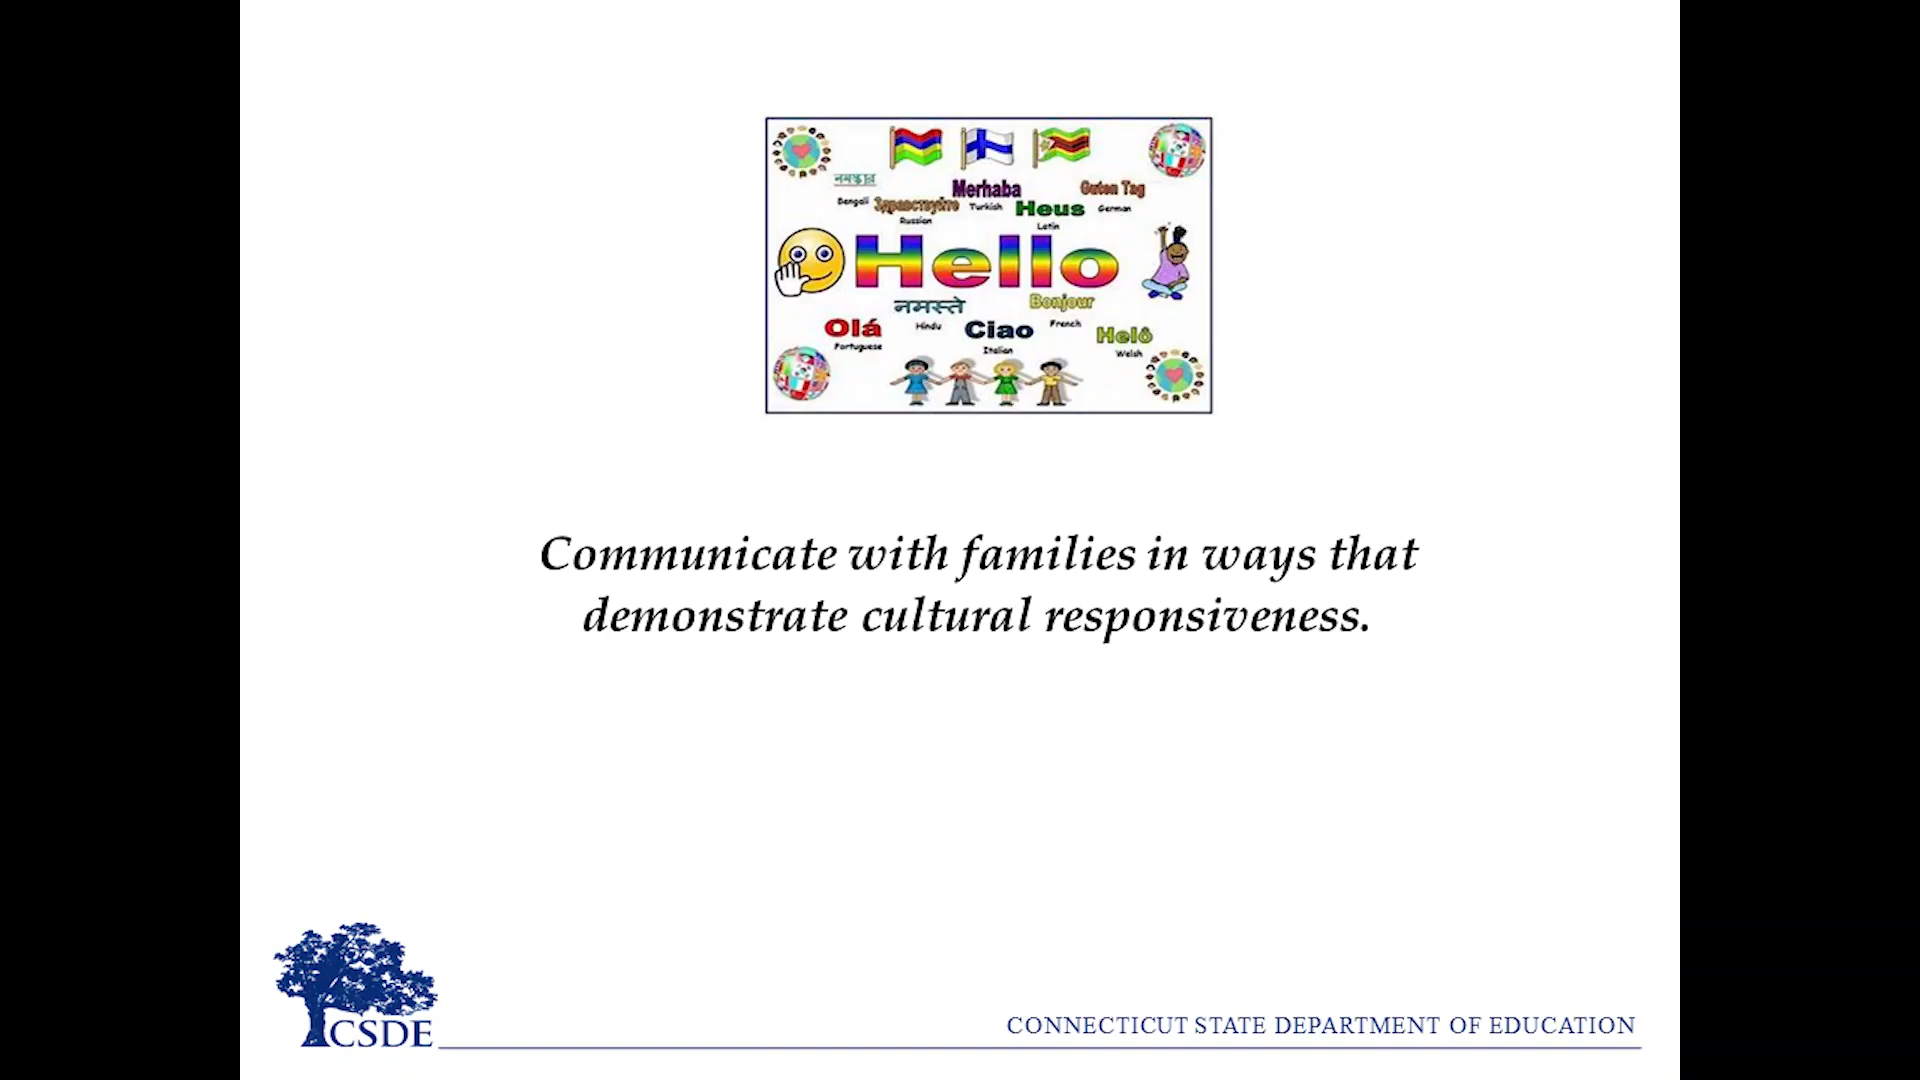 নমস্কার
Merhaba
Guten Tag
Bengali
Здравствуйте
Turkish
Heus
German
Russian
Latin
Hello
नमस्ते
Bonjour
Olá
Hindu
Ciao
French
Helô
Portuguese
Italian
Welsh
Communicate with families in ways that
demonstrate cultural responsiveness.
CSDE
CONNECTICUT STATE DEPARTMENT OF EDUCATION